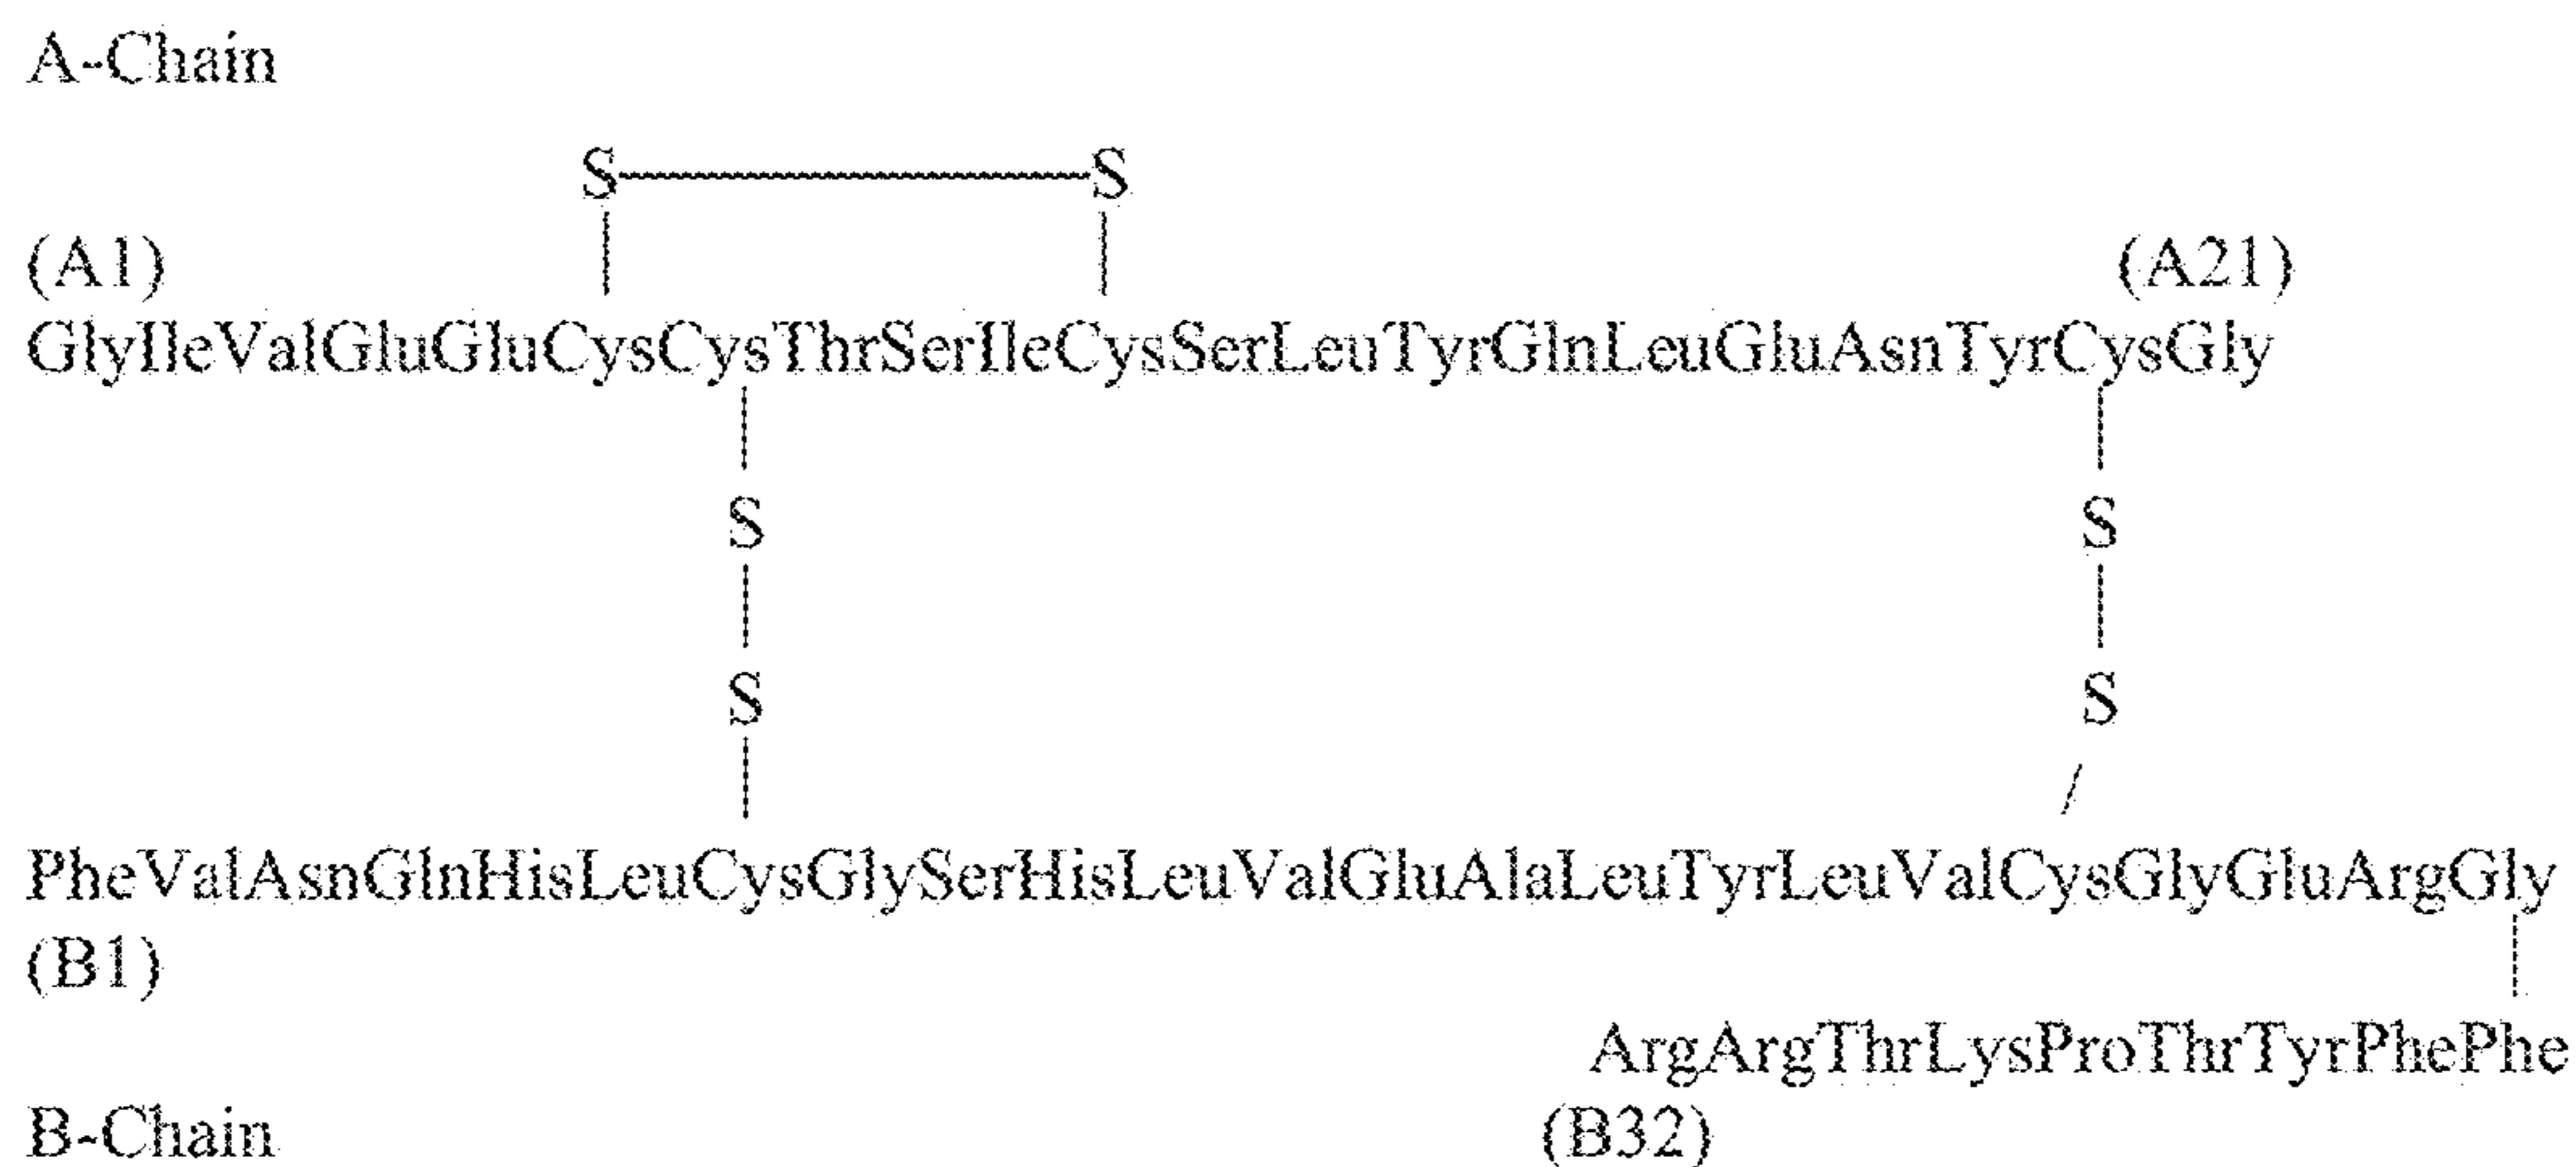 A-Chain
S S
(A1) (A21)
GlyIleValGluGluCysCysThrSerIleCysSerLeuTyrGlnLeuGluAsnTyrCysGly
S S
S S
PheValAsnGlnHisLeuCysGlySerHisLeuValGluAlaLeuTyrLeuValCysGlyGluArgGly
(B1)
ArgArgThrLysProThrTyrPhePhe
B-Chain (B32)